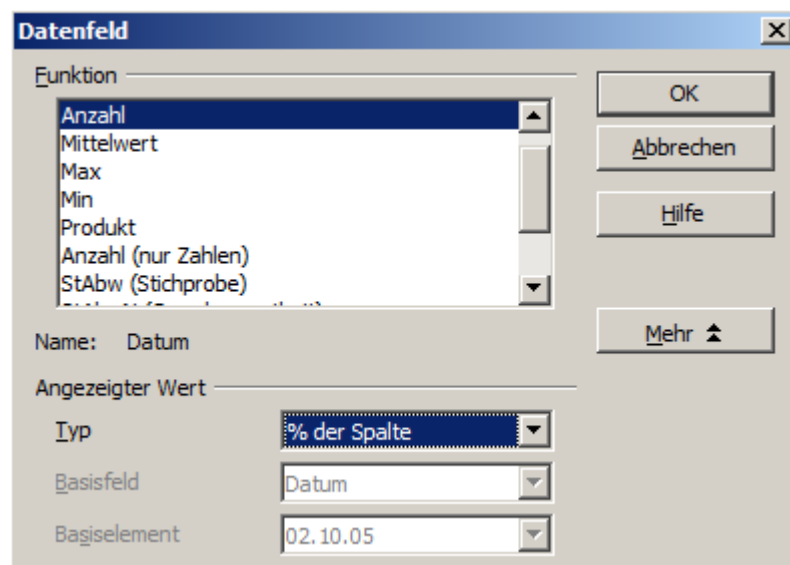 Datenfeld
Funktion
Anzahl
Mittelwert
Max
Min
Produkt
Anzahl (nur Zahlen)
StAbw (Stichprobe)
OK
Abbrechen
Hilfe
Mehr
Name: Datum
Angezeigter Wert
Typ % der Spalte
Basisfeld Datum
Basiselement 02.10.05